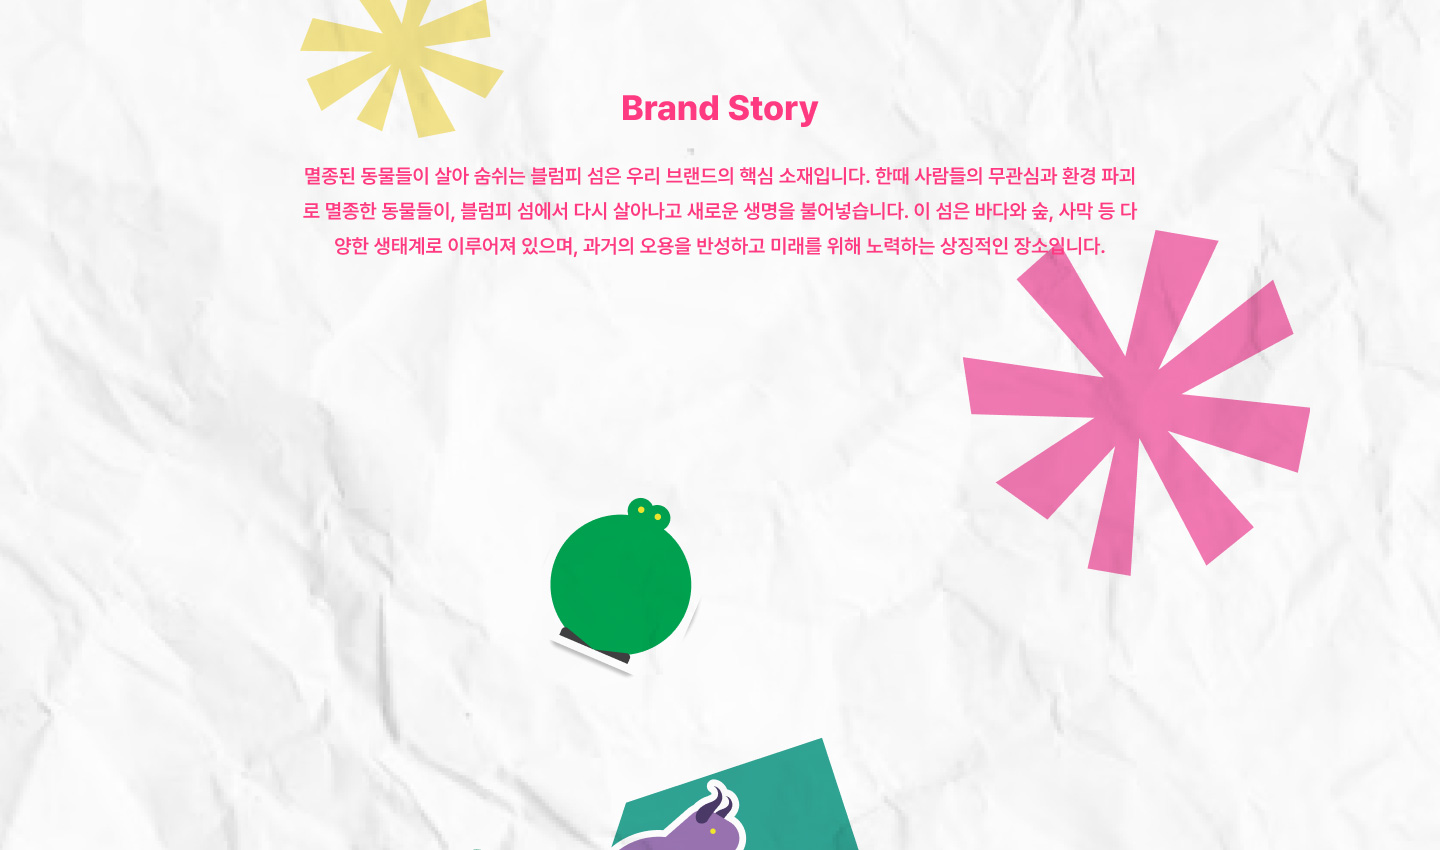 Brand Story
멸종된 동물들이 살아 숨쉬는 블럼피 섬은 우리 브랜드의 핵심 소재입니다. 한때 사람들의 무관심과 환경 파괴
로 멸종한 동물들이, 블럼피 섬에서 다시 살아나고 새로운 생명을 불어넣습니다. 이 섬은 바다와 숲, 사막 등 다
양한 생태계로 이루어져 있으며, 과거의 오용을 반성하고 미래를 위해 노력하는 상징적인 장소입니다.